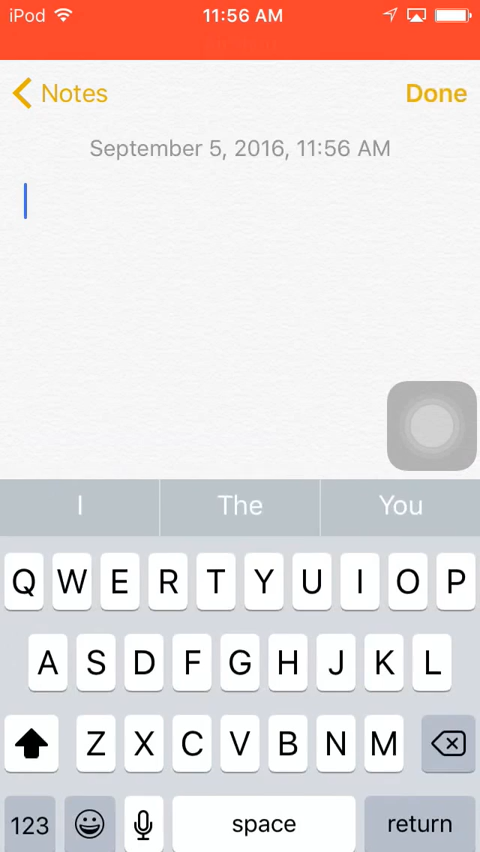 iPod 11:56 AM
Notes Done
September 5, 2016, 11:56 AM
I The You
Q W E R T Y U I O P
A S D F G H J K L
Z X C V B N M
123 space return